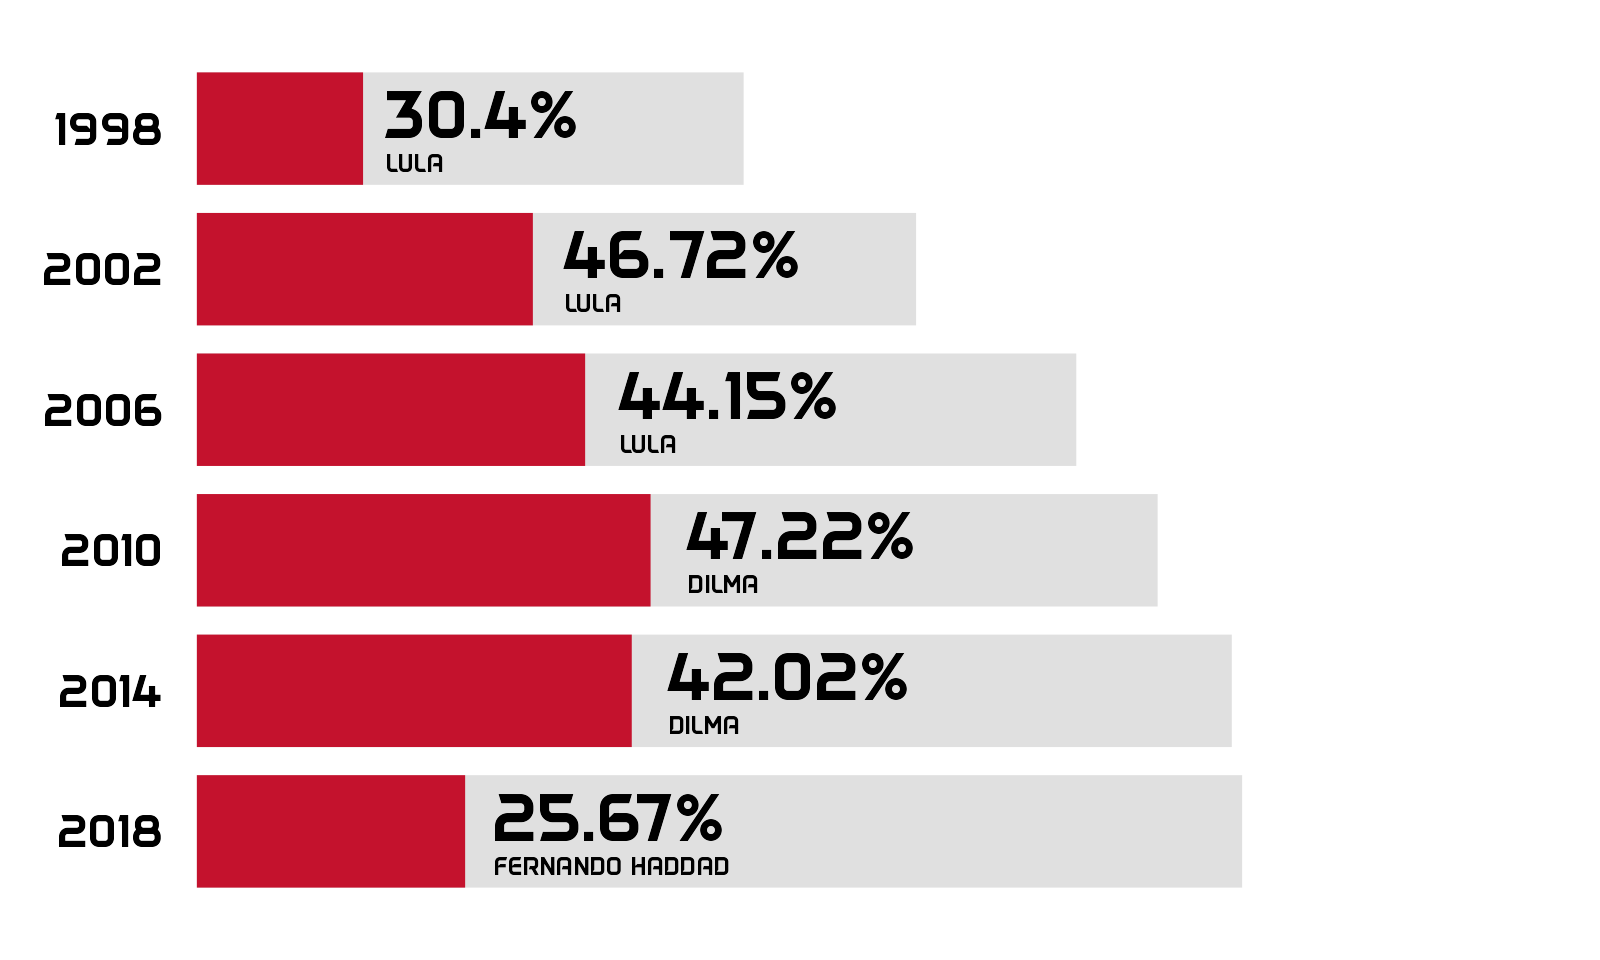 1998
30.4%
LULA
2002
46.72%
LULA
2006
44.15%
LULA
2010
47.22%
DILMA
2014
42.02%
DILMA
2018
25.67%
FERNANDO HADDAD